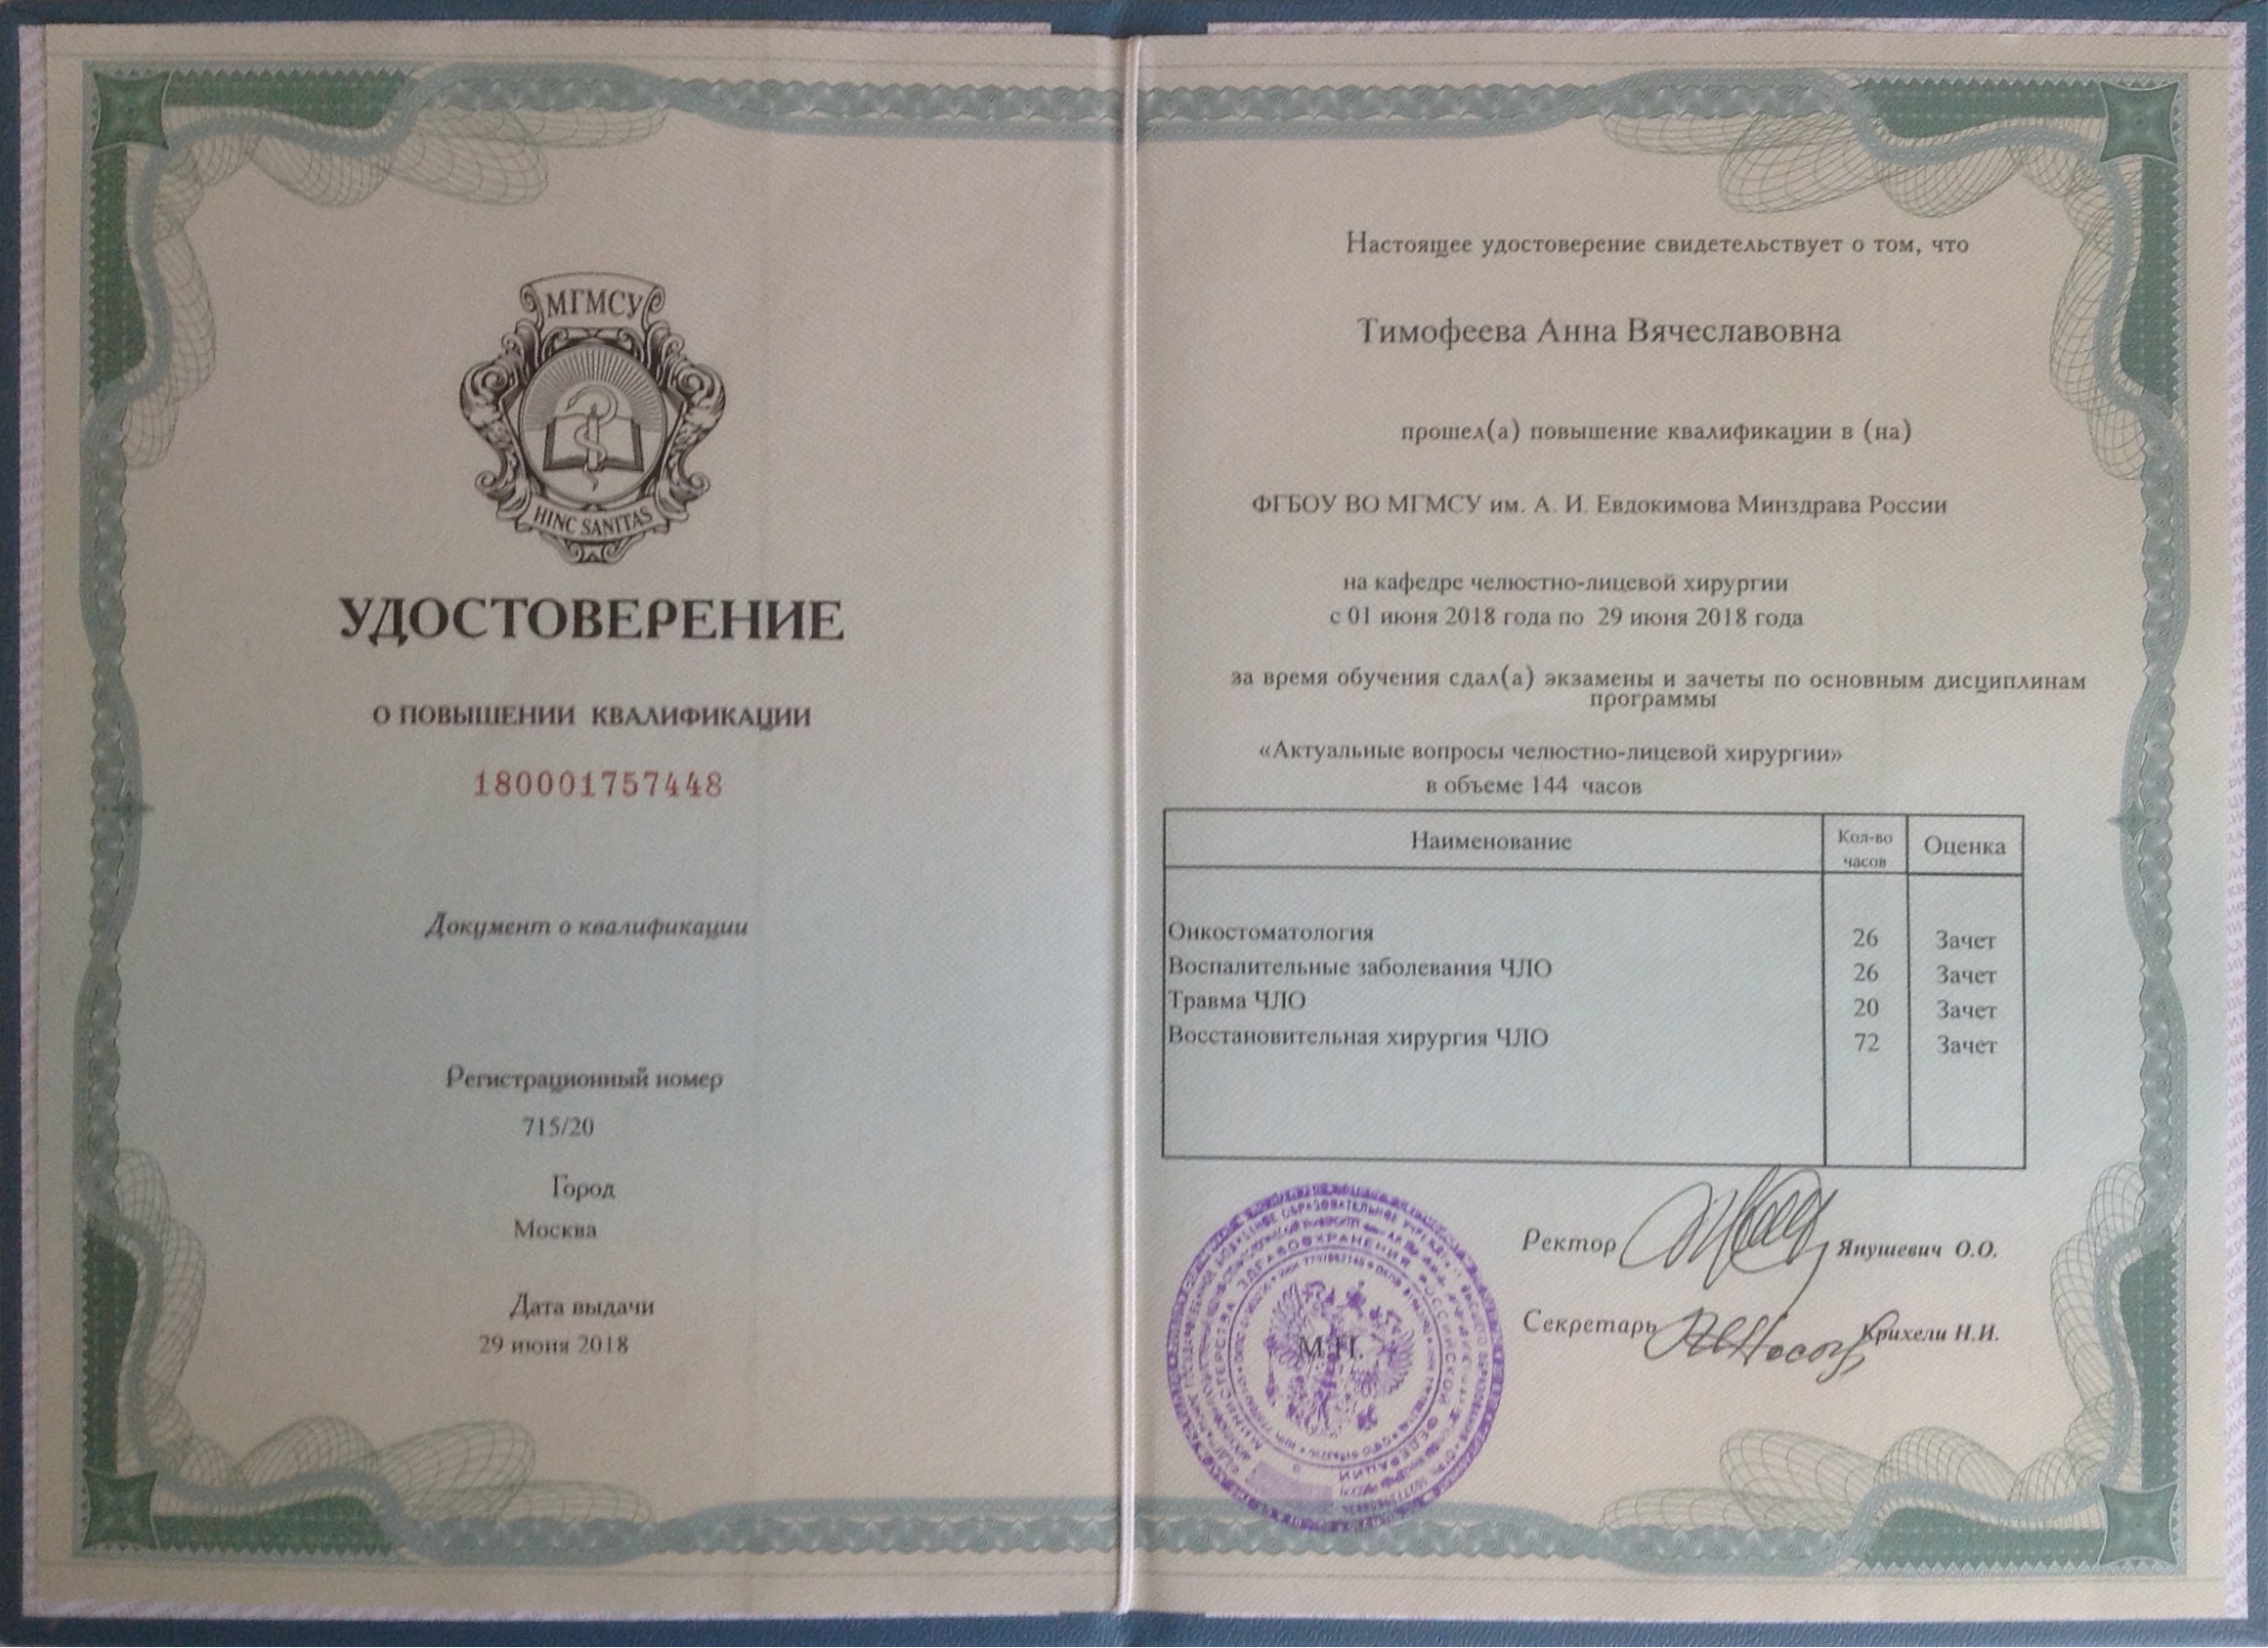 МГМСУ
HINC SANITAS
УДОСТОВЕРЕНИЕ
О ПОВЫШЕНИИ КВАЛИФИКАЦИИ
180001757448
Документ о квалификации
Регистрационный номер
715/20
Город
Москва
Дата выдачи
29 июня 2018
Настоящее удостоверение свидетельствует о том, что
Тимофеева Анна Вячеславовна
прошел(а) повышение квалификации в (на)
ФГБОУ ВО МГМСУ им. А. И. Евдокимова Минздрава России
на кафедре челюстно-лицевой хирургии
с 01 июня 2018 года по 29 июня 2018 года
за время обучения сдал(а) экзамены и зачеты по основным дисциплинам
программы
«Актуальные вопросы челюстно-лицевой хирургии»
в объеме 144 часов
Наименование Кол-во часов Оценка
Онкостоматология 26 Зачет
Воспалительные заболевания ЧЛО 26 Зачет
Травма ЧЛО 20 Зачет
Восстановительная хирургия ЧЛО 72 Зачет
Ректор Янушевич О.О.
Секретарь Крихели Н.И.
М.П.
МИНИСТЕРСТВА ЗДРАВООХРАНЕНИЯ РОССИЙСКОЙ ФЕДЕРАЦИИ